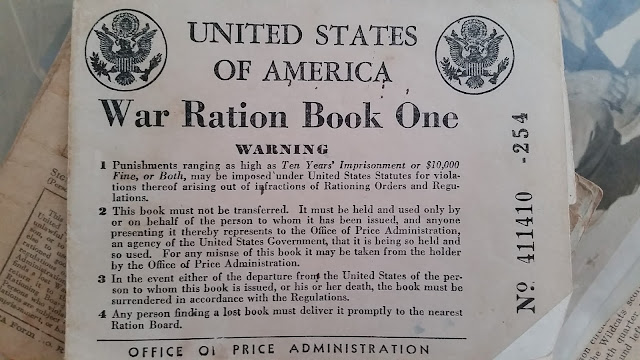 UNITED STATES
OF AMERICA
War Ration Book One
WARNING
1 Punishments ranging as high as Ten Years' Imprisonment or $10,000
Fine, or Both, may be imposed under United States Statutes for viola-
tions thereof arising out of infractions of Rationing Orders and Regu-
lations.
2 This book must not be transferred. It must be held and used only by
or on behalf of the person to whom it has been issued, and anyone
presenting it thereby represents to the Office of Price Administration,
an agency of the United States Government, that it is being so held and
so used. For any misuse of this book it may be taken from the holder
by the Office of Price Administration.
3 In the event either of the departure from the United States of the per-
son to whom this book is issued, or his or her death, the book must be
surrendered in accordance with the Regulations.
4 Any person finding a lost book must deliver it promptly to the nearest
Ration Board.
OFFICE OF PRICE ADMINISTRATION
No 411410 -254
Wildcats
quarter